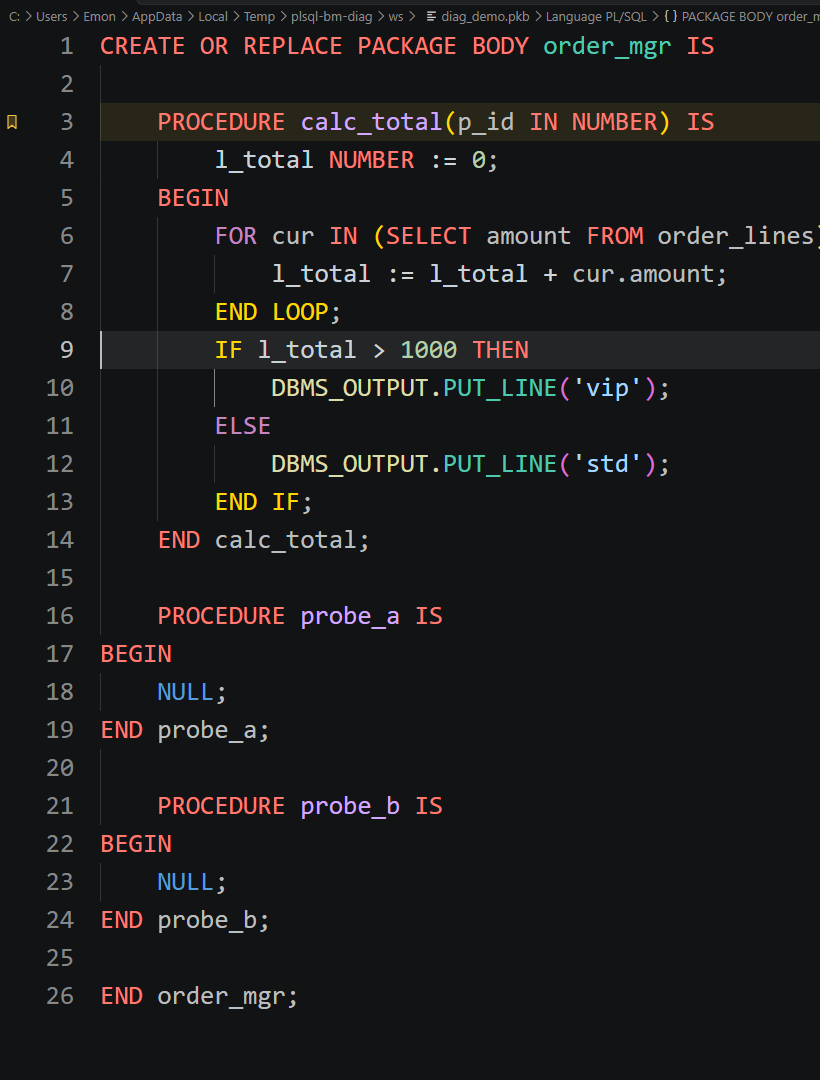 C: > Users > Emon > AppData > Local > Temp > plsql-bm-diag > ws > diag_demo.pkb > Language PL/SQL > { } PACKAGE BODY order_m
1 CREATE OR REPLACE PACKAGE BODY order_mgr IS
2
3     PROCEDURE calc_total(p_id IN NUMBER) IS
4         l_total NUMBER := 0;
5     BEGIN
6         FOR cur IN (SELECT amount FROM order_lines)
7             l_total := l_total + cur.amount;
8         END LOOP;
9         IF l_total > 1000 THEN
10             DBMS_OUTPUT.PUT_LINE('vip');
11         ELSE
12             DBMS_OUTPUT.PUT_LINE('std');
13         END IF;
14     END calc_total;
15
16     PROCEDURE probe_a IS
17 BEGIN
18     NULL;
19 END probe_a;
20
21     PROCEDURE probe_b IS
22 BEGIN
23     NULL;
24 END probe_b;
25
26 END order_mgr;